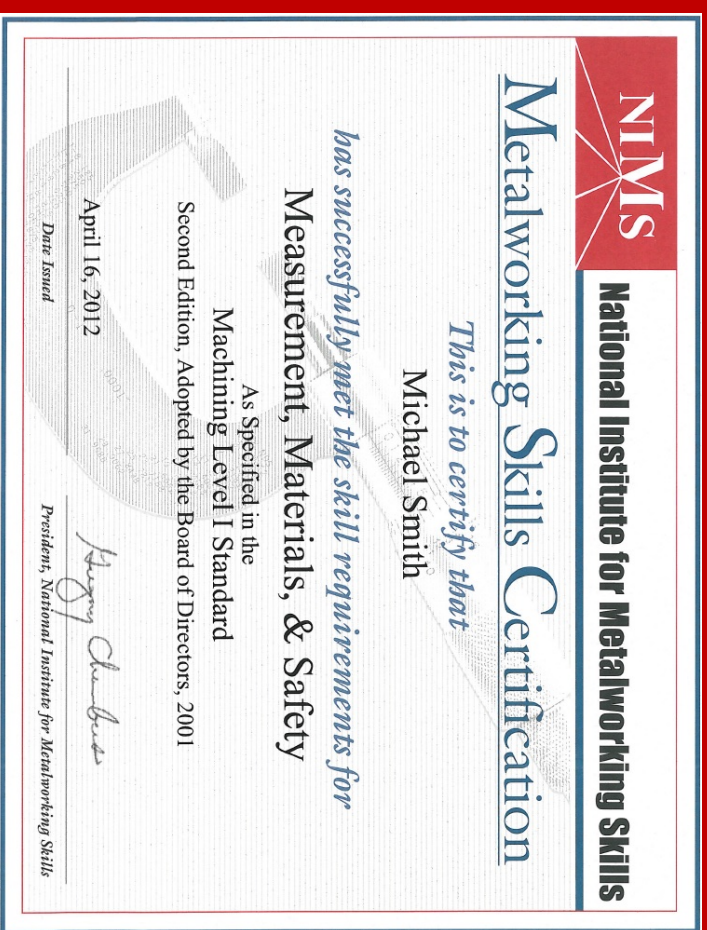 NIMS
National Institute for Metalworking Skills
Metalworking Skills Certification
This is to certify that
Michael Smith
has successfully met the skill requirements for
Measurement, Materials, & Safety
As Specified in the
Machining Level I Standard
Second Edition, Adopted by the Board of Directors, 2001
April 16, 2012
Date Issued
Gregory Chambers
President, National Institute for Metalworking Skills